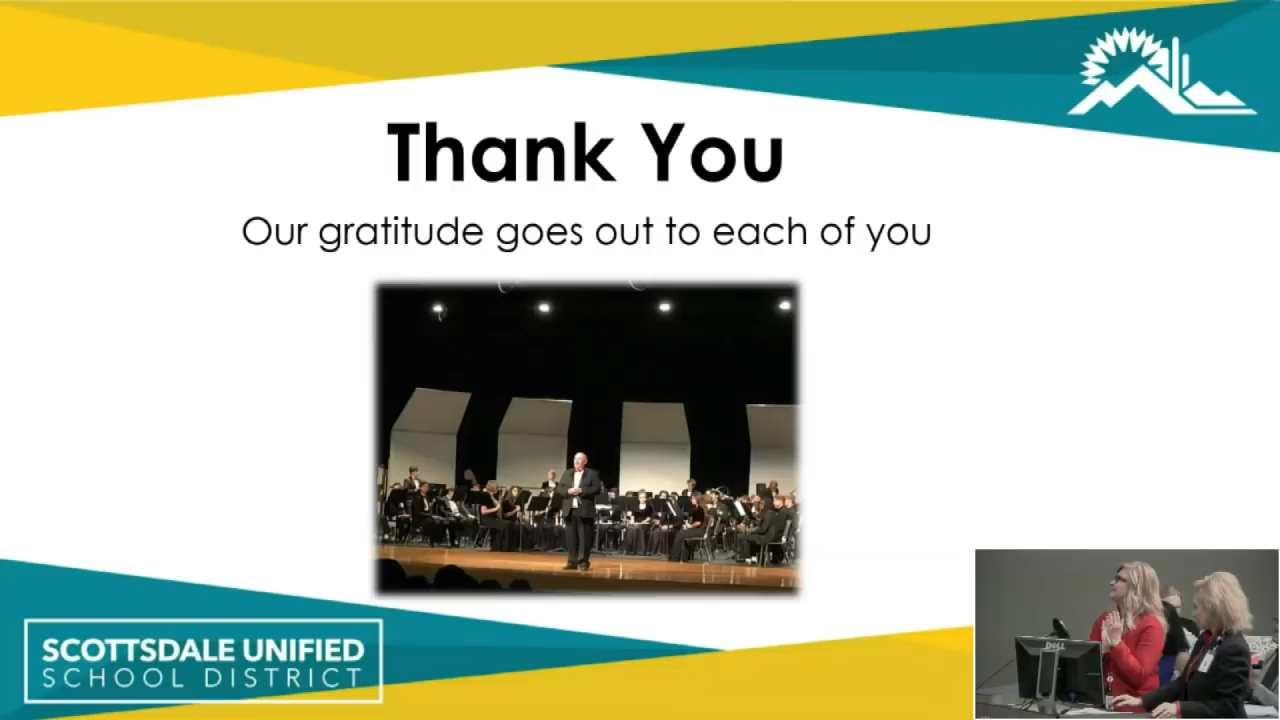 Thank You
Our gratitude goes out to each of you
SCOTTSDALE UNIFIED
SCHOOL DISTRICT
DELL